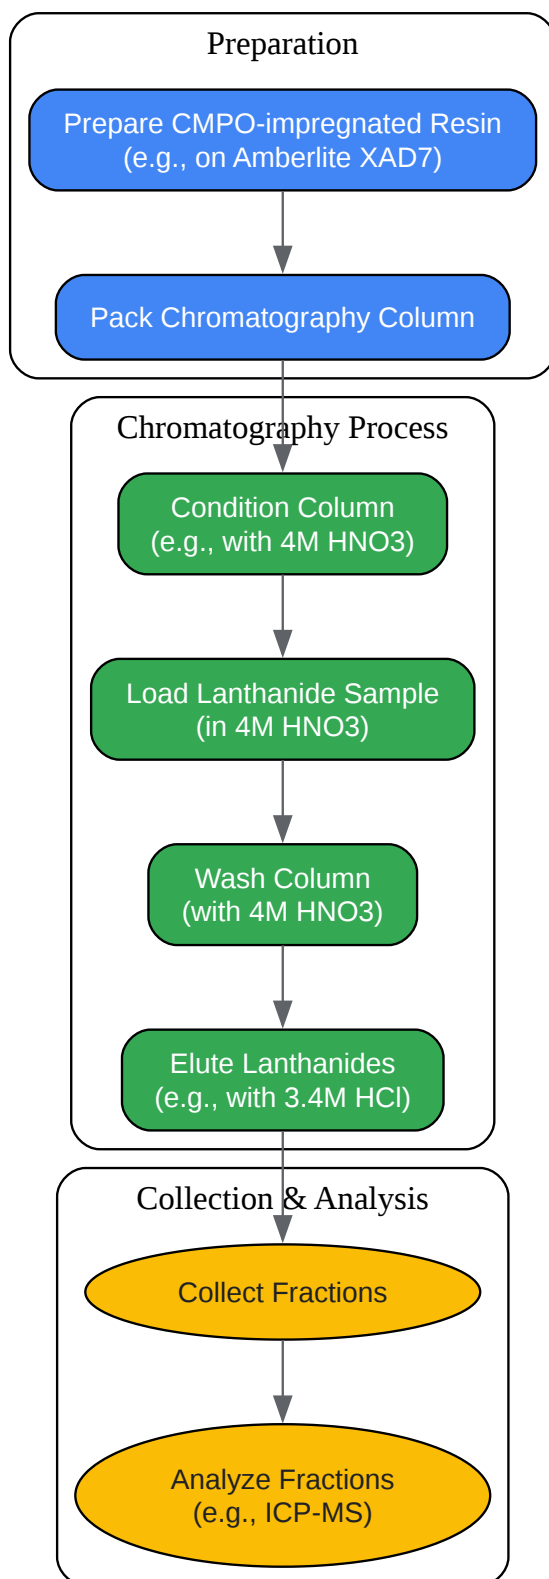 Preparation
Prepare CMPO-impregnated Resin
(e.g., on Amberlite XAD7)
Pack Chromatography Column
Chromatography Process
Condition Column
(e.g., with 4M HNO3)
Load Lanthanide Sample
(in 4M HNO3)
Wash Column
(with 4M HNO3)
Elute Lanthanides
(e.g., with 3.4M HCl)
Collection & Analysis
Collect Fractions
Analyze Fractions
(e.g., ICP-MS)